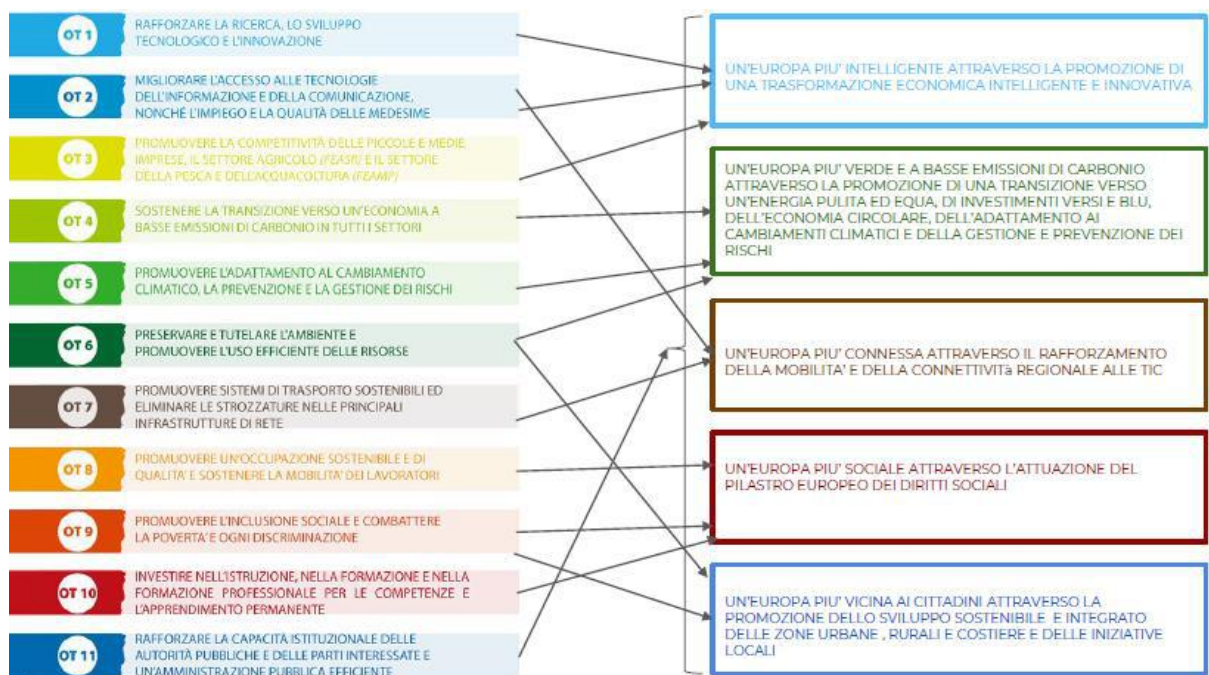 OT 1
RAFFORZARE LA RICERCA, LO SVILUPPO
TECNOLOGICO E L'INNOVAZIONE
OT 2
MIGLIORARE L'ACCESSO ALLE TECNOLOGIE
DELL'INFORMAZIONE E DELLA COMUNICAZIONE,
NONCHÉ L'IMPIEGO E LA QUALITÀ DELLE MEDESIME
OT 3
PROMUOVERE LA COMPETITIVITÀ DELLE PICCOLE E MEDIE
IMPRESE, IL SETTORE AGRICOLO (FEASR) E IL SETTORE
DELLA PESCA E DELL'ACQUACOLTURA (FEAMP)
OT 4
SOSTENERE LA TRANSIZIONE VERSO UN'ECONOMIA A
BASSE EMISSIONI DI CARBONIO IN TUTTI I SETTORI
OT 5
PROMUOVERE L'ADATTAMENTO AL CAMBIAMENTO
CLIMATICO, LA PREVENZIONE E LA GESTIONE DEI RISCHI
OT 6
PRESERVARE E TUTELARE L'AMBIENTE E
PROMUOVERE L'USO EFFICIENTE DELLE RISORSE
OT 7
PROMUOVERE SISTEMI DI TRASPORTO SOSTENIBILI ED
ELIMINARE LE STROZZATURE NELLE PRINCIPALI
INFRASTRUTTURE DI RETE
OT 8
PROMUOVERE UN'OCCUPAZIONE SOSTENIBILE E DI
QUALITA' E SOSTENERE LA MOBILITA' DEI LAVORATORI
OT 9
PROMUOVERE L'INCLUSIONE SOCIALE E COMBATTERE
LA POVERTA' E OGNI DISCRIMINAZIONE
OT 10
INVESTIRE NELL'ISTRUZIONE, NELLA FORMAZIONE E NELLA
FORMAZIONE PROFESSIONALE PER LE COMPETENZE E
L'APPRENDIMENTO PERMANENTE
OT 11
RAFFORZARE LA CAPACITÀ ISTITUZIONALE DELLE
AUTORITÀ PUBBLICHE E DELLE PARTI INTERESSATE E
UN'AMMINISTRAZIONE PUBBLICA EFFICIENTE
UN'EUROPA PIU' INTELLIGENTE ATTRAVERSO LA PROMOZIONE DI
UNA TRASFORMAZIONE ECONOMICA INTELLIGENTE E INNOVATIVA
UN'EUROPA PIU' VERDE E A BASSE EMISSIONI DI CARBONIO
ATTRAVERSO LA PROMOZIONE DI UNA TRANSIZIONE VERSO
UN'ENERGIA PULITA ED EQUA, DI INVESTIMENTI VERSI E BLU,
DELL'ECONOMIA CIRCOLARE, DELL'ADATTAMENTO AI
CAMBIAMENTI CLIMATICI E DELLA GESTIONE E PREVENZIONE DEI
RISCHI
UN'EUROPA PIU' CONNESSA ATTRAVERSO IL RAFFORZAMENTO
DELLA MOBILITA' E DELLA CONNETTIVITà REGIONALE ALLE TIC
UN'EUROPA PIU' SOCIALE ATTRAVERSO L'ATTUAZIONE DEL
PILASTRO EUROPEO DEI DIRITTI SOCIALI
UN'EUROPA PIU' VICINA AI CITTADINI ATTRAVERSO LA
PROMOZIONE DELLO SVILUPPO SOSTENIBILE E INTEGRATO
DELLE ZONE URBANE , RURALI E COSTIERE E DELLE INIZIATIVE
LOCALI